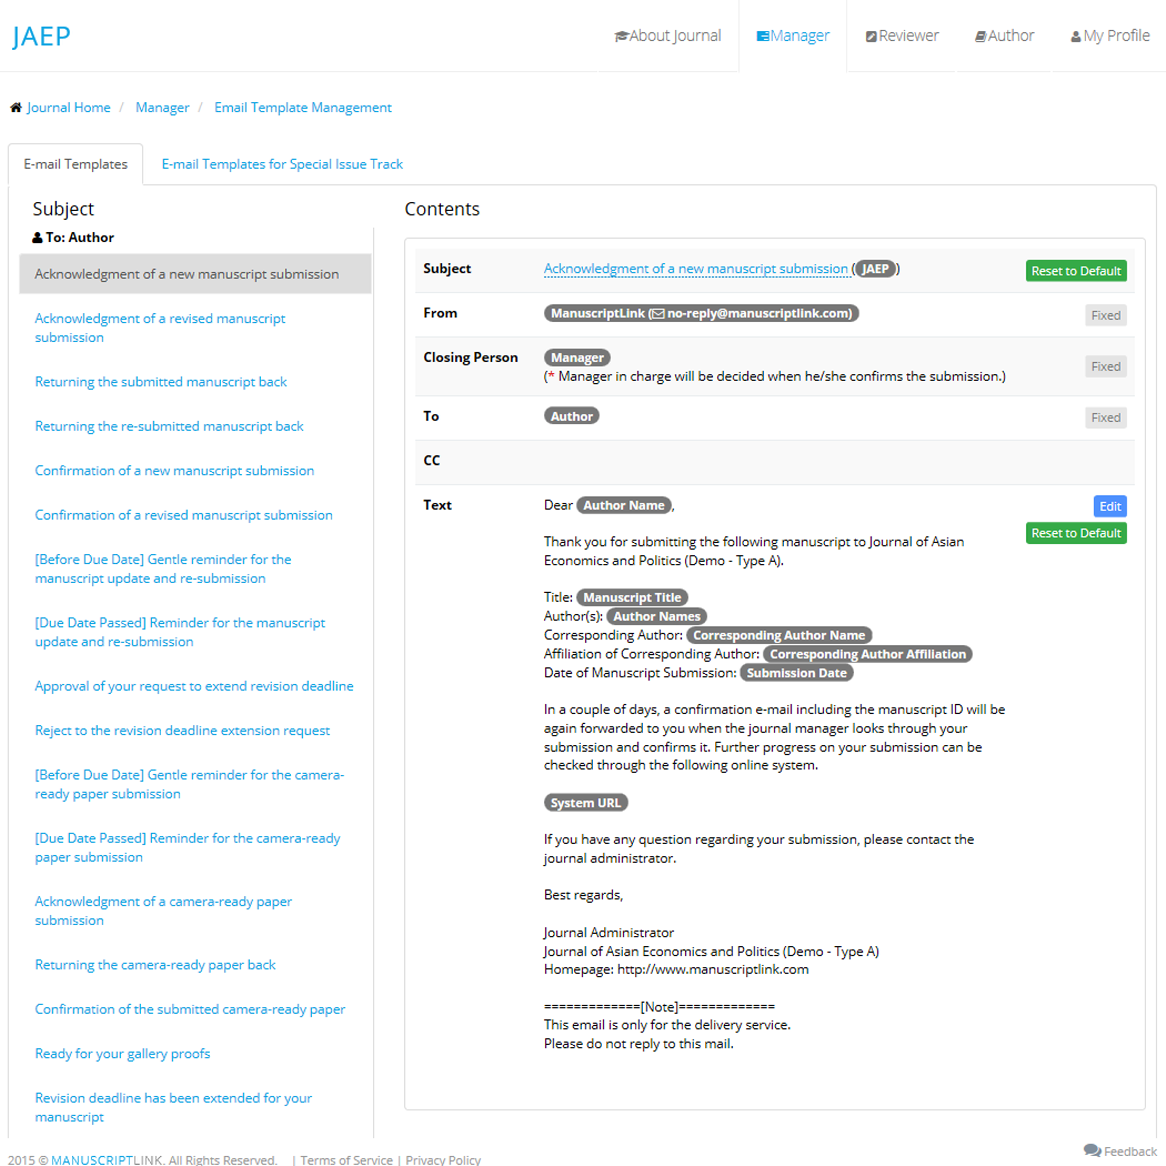 JAEP
About Journal
Manager
Reviewer
Author
My Profile
Journal Home / Manager / Email Template Management
E-mail Templates
E-mail Templates for Special Issue Track
Subject
To: Author
Acknowledgment of a new manuscript submission
Acknowledgment of a revised manuscript
submission
Returning the submitted manuscript back
Returning the re-submitted manuscript back
Confirmation of a new manuscript submission
Confirmation of a revised manuscript submission
[Before Due Date] Gentle reminder for the
manuscript update and re-submission
[Due Date Passed] Reminder for the manuscript
update and re-submission
Approval of your request to extend revision deadline
Reject to the revision deadline extension request
[Before Due Date] Gentle reminder for the camera-
ready paper submission
[Due Date Passed] Reminder for the camera-ready
paper submission
Acknowledgment of a camera-ready paper
submission
Returning the camera-ready paper back
Confirmation of the submitted camera-ready paper
Ready for your gallery proofs
Revision deadline has been extended for your
manuscript
Contents
Subject
Acknowledgment of a new manuscript submission (JAEP)
Reset to Default
From
ManuscriptLink (no-reply@manuscriptlink.com)
Fixed
Closing Person
Manager
(* Manager in charge will be decided when he/she confirms the submission.)
Fixed
To
Author
Fixed
CC
Text
Dear Author Name,
Edit
Reset to Default
Thank you for submitting the following manuscript to Journal of Asian
Economics and Politics (Demo - Type A).
Title: Manuscript Title
Author(s): Author Names
Corresponding Author: Corresponding Author Name
Affiliation of Corresponding Author: Corresponding Author Affiliation
Date of Manuscript Submission: Submission Date
In a couple of days, a confirmation e-mail including the manuscript ID will be
again forwarded to you when the journal manager looks through your
submission and confirms it. Further progress on your submission can be
checked through the following online system.
System URL
If you have any question regarding your submission, please contact the
journal administrator.
Best regards,
Journal Administrator
Journal of Asian Economics and Politics (Demo - Type A)
Homepage: http://www.manuscriptlink.com
=============[Note]=============
This email is only for the delivery service.
Please do not reply to this mail.
2015 © MANUSCRIPTLINK. All Rights Reserved. | Terms of Service | Privacy Policy
Feedback